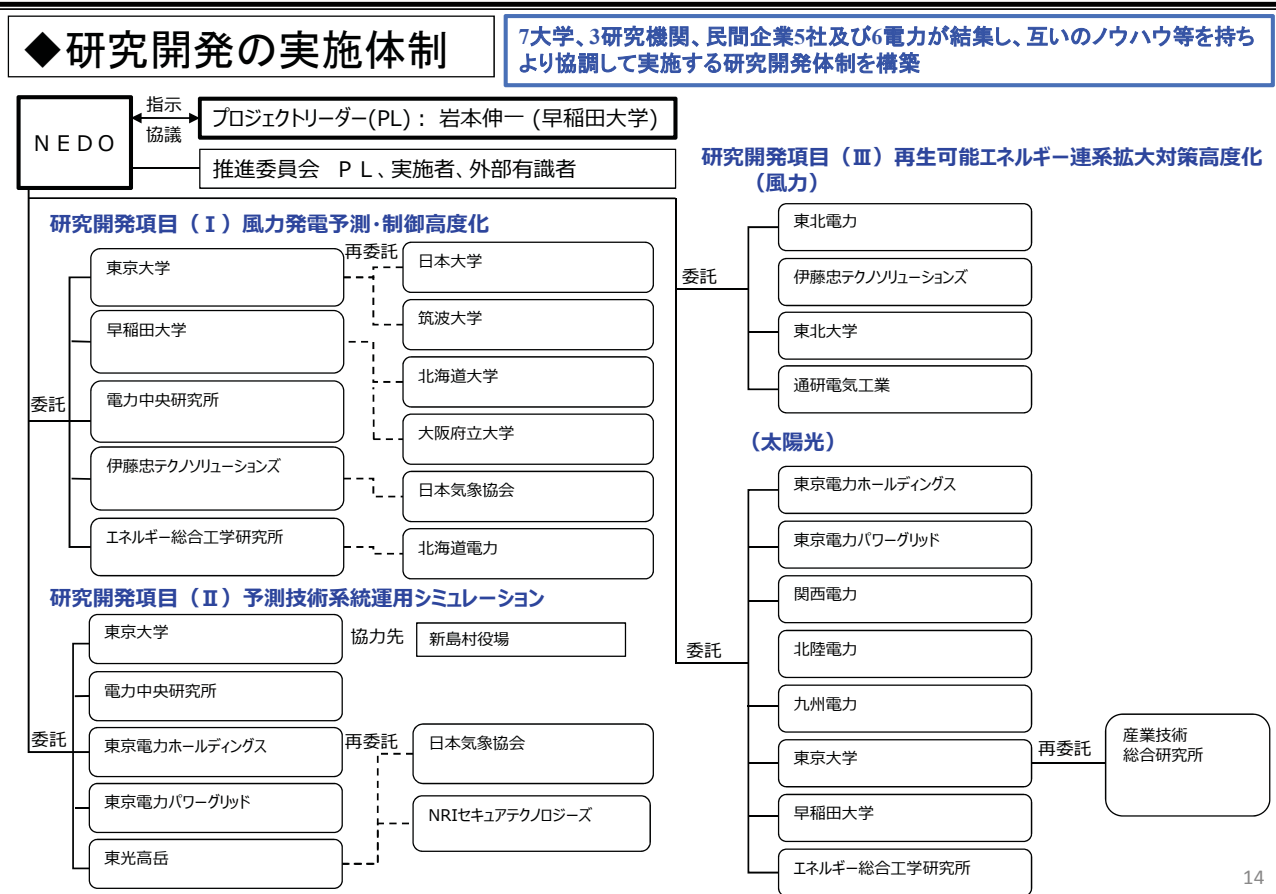 ◆研究開発の実施体制
7大学、3研究機関、民間企業5社及び6電力が結集し、互いのノウハウ等を持ち
より協調して実施する研究開発体制を構築
NEDO
指示
協議
プロジェクトリーダー(PL)： 岩本伸一 (早稲田大学)
推進委員会　PL、実施者、外部有識者
研究開発項目（Ⅰ）風力発電予測・制御高度化
委託
東京大学
早稲田大学
電力中央研究所
伊藤忠テクノソリューションズ
エネルギー総合工学研究所
再委託
日本大学
筑波大学
北海道大学
大阪府立大学
日本気象協会
北海道電力
研究開発項目（Ⅱ）予測技術系統運用シミュレーション
委託
東京大学
協力先
新島村役場
電力中央研究所
東京電力ホールディングス
東京電力パワーグリッド
東光高岳
再委託
日本気象協会
NRIセキュアテクノロジーズ
研究開発項目（Ⅲ）再生可能エネルギー連系拡大対策高度化
（風力）
委託
東北電力
伊藤忠テクノソリューションズ
東北大学
通研電気工業
（太陽光）
委託
東京電力ホールディングス
東京電力パワーグリッド
関西電力
北陸電力
九州電力
東京大学
早稲田大学
エネルギー総合工学研究所
再委託
産業技術
総合研究所
14